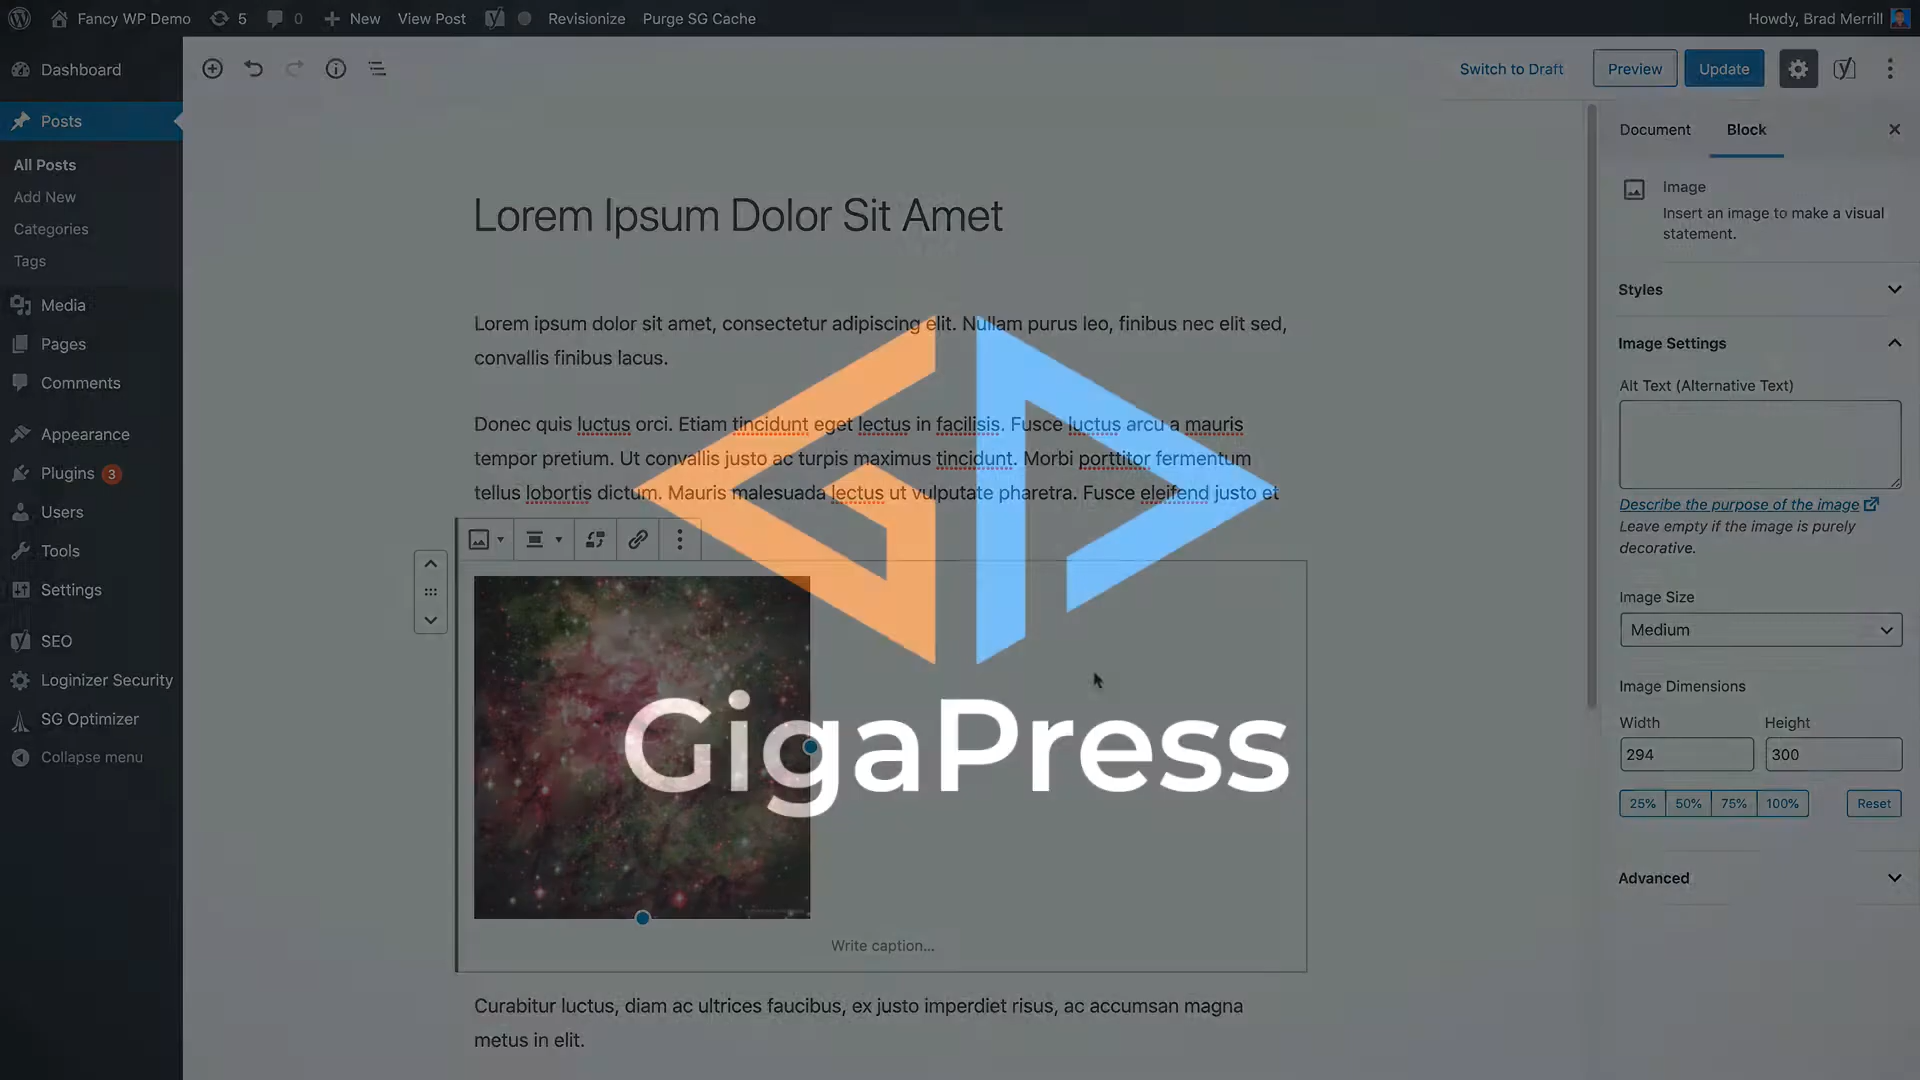 Fancy WP Demo
5
0
New
View Post
Revisionize
Purge SG Cache
Howdy, Brad Merrill
Dashboard
Posts
All Posts
Add New
Categories
Tags
Media
Pages
Comments
Appearance
Plugins 3
Users
Tools
Settings
SEO
Loginizer Security
SG Optimizer
Collapse menu
Switch to Draft
Preview
Update
Lorem Ipsum Dolor Sit Amet
Lorem ipsum dolor sit amet, consectetur adipiscing elit. Nullam purus leo, finibus nec elit sed,
convallis finibus lacus.
Donec quis luctus orci. Etiam tincidunt eget lectus in facilisis. Fusce luctus arcu a mauris
tempor pretium. Ut convallis justo ac turpis maximus tincidunt. Morbi porttitor fermentum
tellus lobortis dictum. Mauris malesuada lectus ut vulputate pharetra. Fusce eleifend justo et
GigaPress
Write caption...
Curabitur luctus, diam ac ultrices faucibus, ex justo imperdiet risus, ac accumsan magna
metus in elit.
Document
Block
Image
Insert an image to make a visual
statement.
Styles
Image Settings
Alt Text (Alternative Text)
Describe the purpose of the image
Leave empty if the image is purely
decorative.
Image Size
Medium
Image Dimensions
Width
Height
294
300
25%
50%
75%
100%
Reset
Advanced